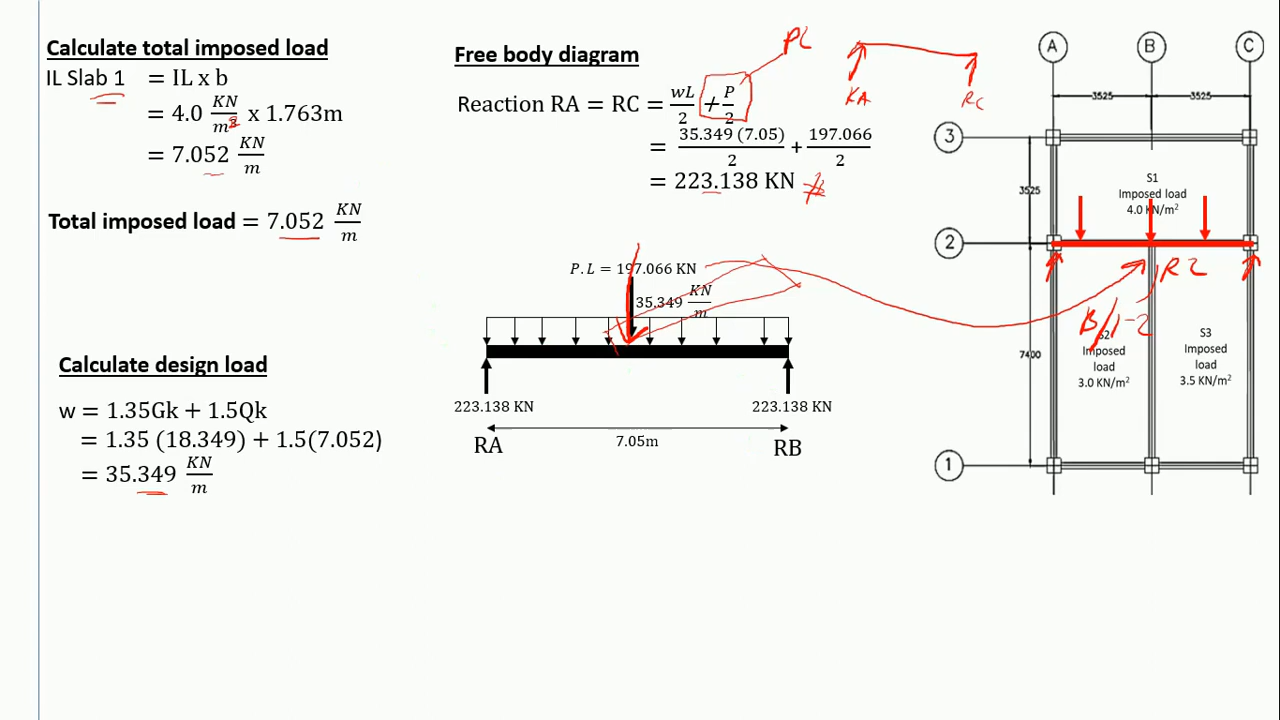 Calculate total imposed load
IL Slab 1 = IL x b
= 4.0 KN/m² x 1.763m
= 7.052 KN/m
Total imposed load = 7.052 KN/m
Calculate design load
w = 1.35Gk + 1.5Qk
= 1.35 (18.349) + 1.5(7.052)
= 35.349 KN/m
Free body diagram
PL
Reaction RA = RC = wL/2 + P/2
= 35.349 (7.05)/2 + 197.066/2
= 223.138 KN
RA
RC
P.L = 197.066 KN
35.349 KN/m
223.138 KN
223.138 KN
7.05m
RA
RB
A
B
C
3525
3525
3
S1
Imposed load
4.0 KN/m²
3525
2
R2
B/1-2
S2
Imposed
load
3.0 KN/m²
S3
Imposed
load
3.5 KN/m²
7400
1